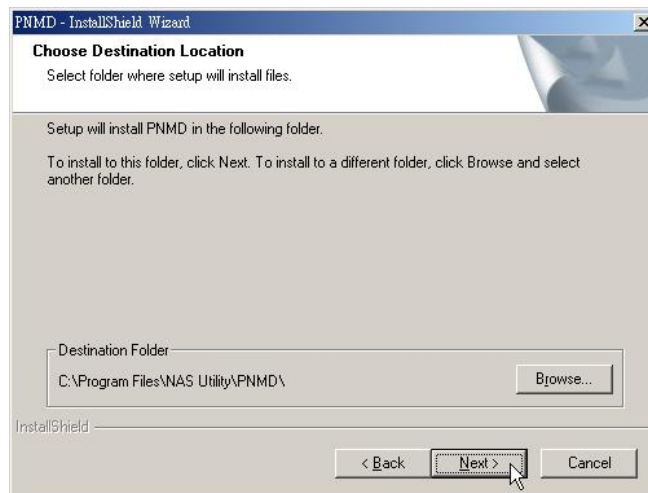 PNMD - InstallShield Wizard
Choose Destination Location
Select folder where setup will install files.
Setup will install PNMD in the following folder.
To install to this folder, click Next. To install to a different folder, click Browse and select
another folder.
Destination Folder
C:\Program Files\NAS Utility\PNMD\
Browse...
InstallShield
< Back
Next >
Cancel